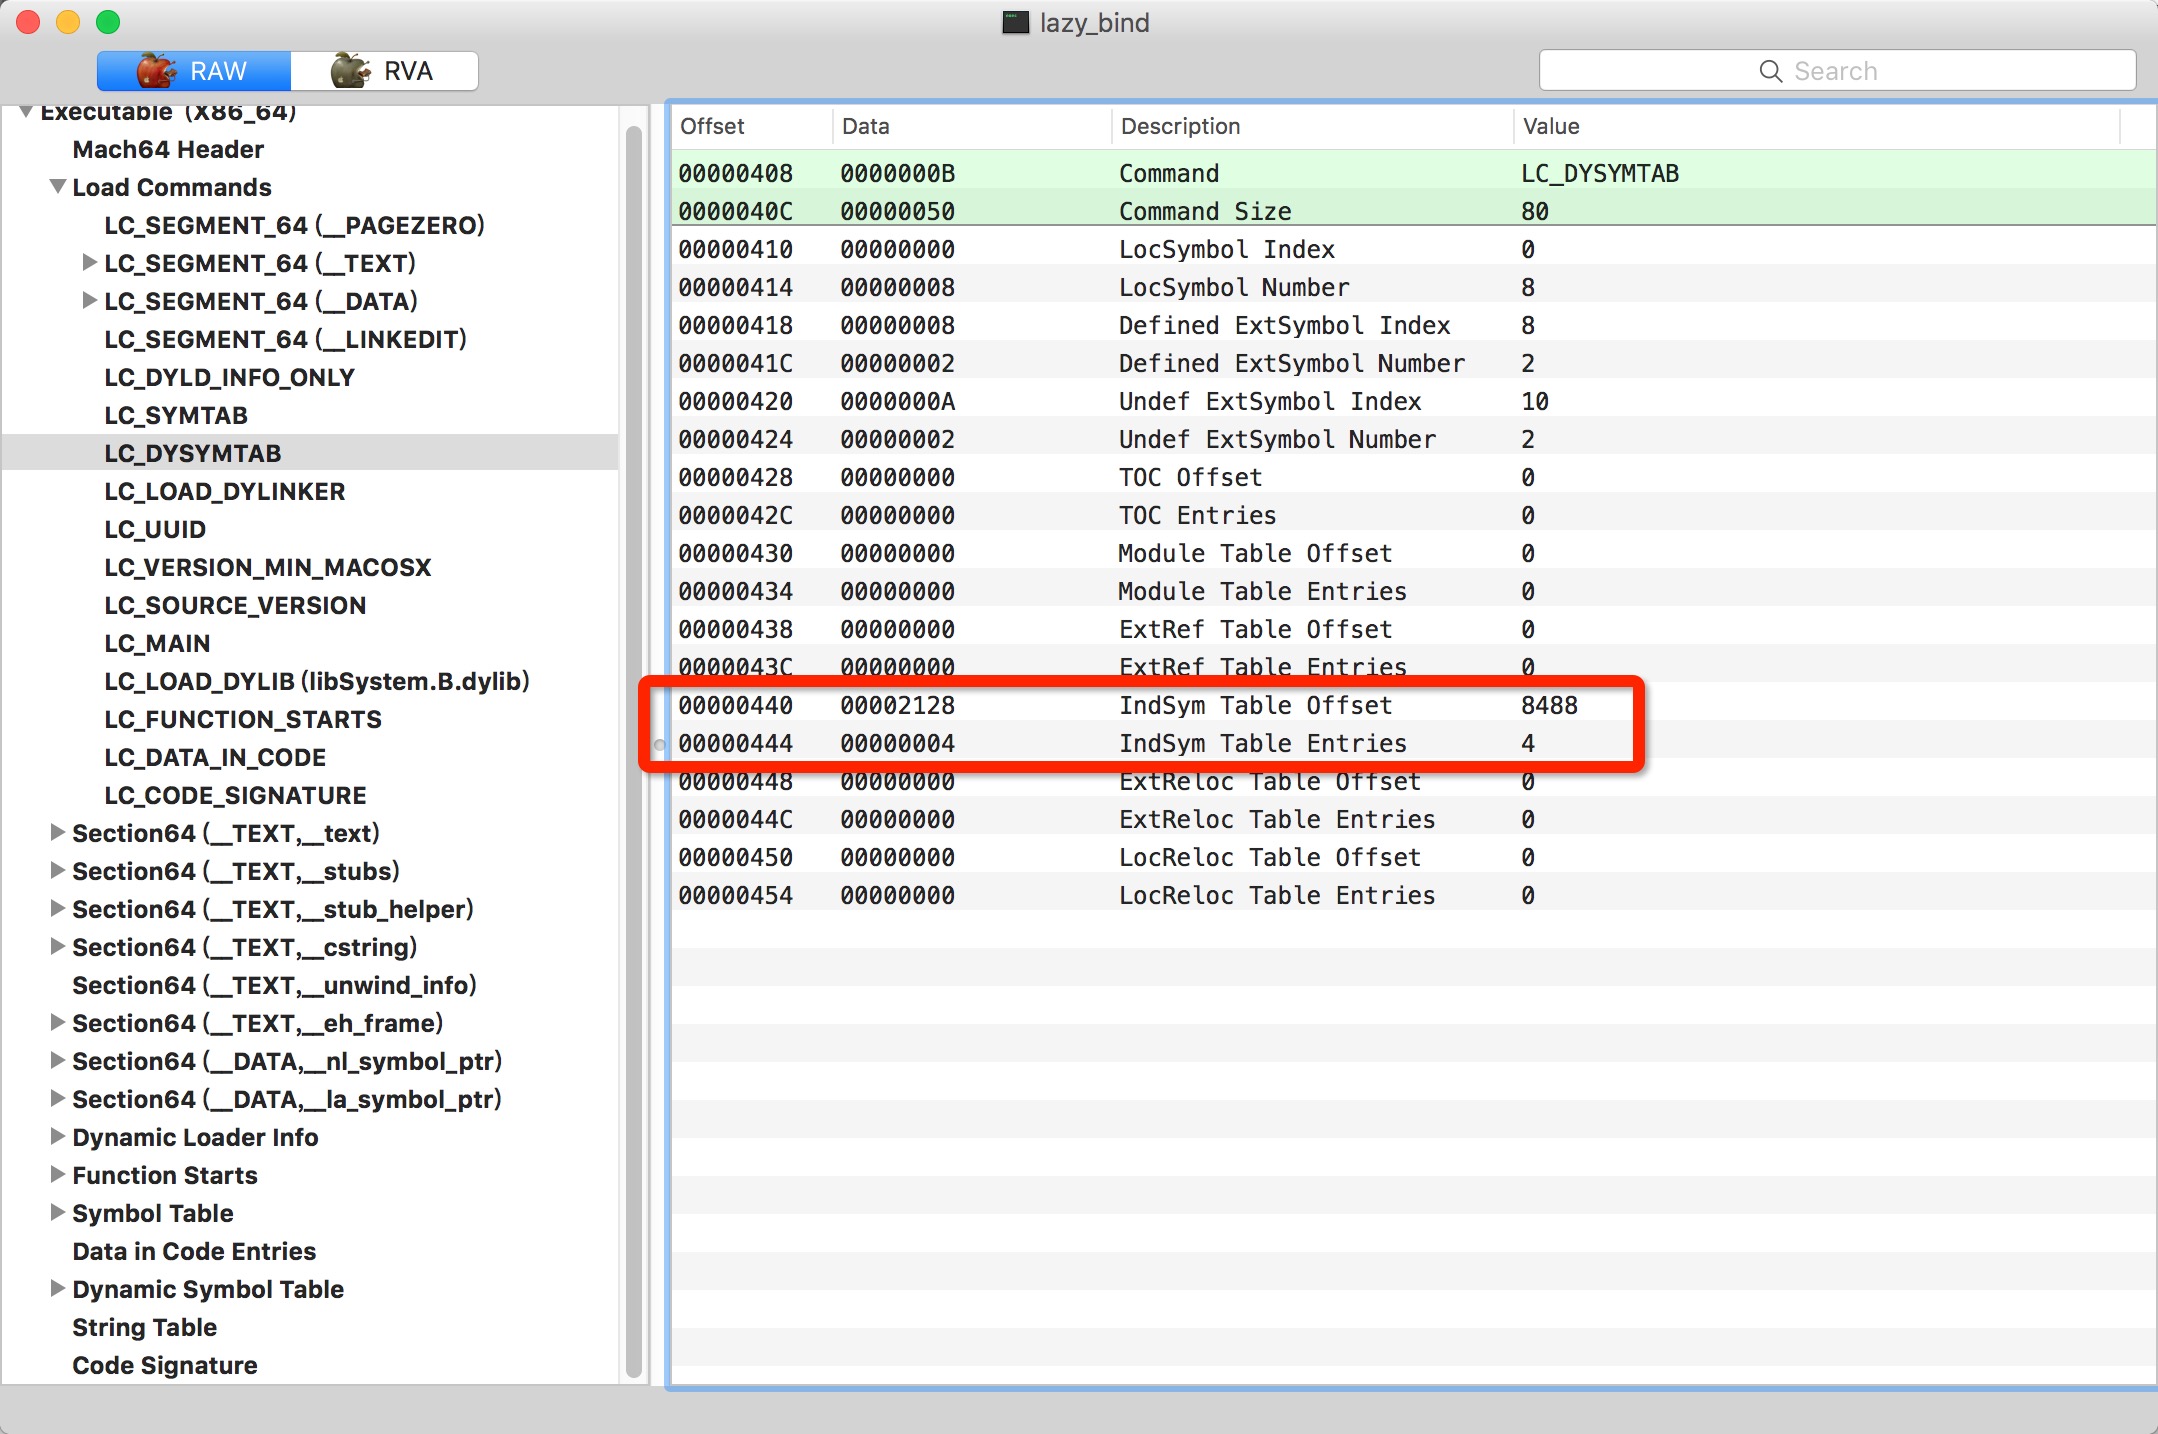 lazy_bind
RAW RVA Search
Executable (X86_64)
Mach64 Header
Load Commands
LC_SEGMENT_64 (__PAGEZERO)
LC_SEGMENT_64 (__TEXT)
LC_SEGMENT_64 (__DATA)
LC_SEGMENT_64 (__LINKEDIT)
LC_DYLD_INFO_ONLY
LC_SYMTAB
LC_DYSYMTAB
LC_LOAD_DYLINKER
LC_UUID
LC_VERSION_MIN_MACOSX
LC_SOURCE_VERSION
LC_MAIN
LC_LOAD_DYLIB (libSystem.B.dylib)
LC_FUNCTION_STARTS
LC_DATA_IN_CODE
LC_CODE_SIGNATURE
Section64 (__TEXT,__text)
Section64 (__TEXT,__stubs)
Section64 (__TEXT,__stub_helper)
Section64 (__TEXT,__cstring)
Section64 (__TEXT,__unwind_info)
Section64 (__TEXT,__eh_frame)
Section64 (__DATA,__nl_symbol_ptr)
Section64 (__DATA,__la_symbol_ptr)
Dynamic Loader Info
Function Starts
Symbol Table
Data in Code Entries
Dynamic Symbol Table
String Table
Code Signature
Offset Data Description Value
00000408 0000000B Command LC_DYSYMTAB
0000040C 00000050 Command Size 80
00000410 00000000 LocSymbol Index 0
00000414 00000008 LocSymbol Number 8
00000418 00000008 Defined ExtSymbol Index 8
0000041C 00000002 Defined ExtSymbol Number 2
00000420 0000000A Undef ExtSymbol Index 10
00000424 00000002 Undef ExtSymbol Number 2
00000428 00000000 TOC Offset 0
0000042C 00000000 TOC Entries 0
00000430 00000000 Module Table Offset 0
00000434 00000000 Module Table Entries 0
00000438 00000000 ExtRef Table Offset 0
0000043C 00000000 ExtRef Table Entries 0
00000440 00002128 IndSym Table Offset 8488
00000444 00000004 IndSym Table Entries 4
00000448 00000000 ExtReloc Table Offset 0
0000044C 00000000 ExtReloc Table Entries 0
00000450 00000000 LocReloc Table Offset 0
00000454 00000000 LocReloc Table Entries 0